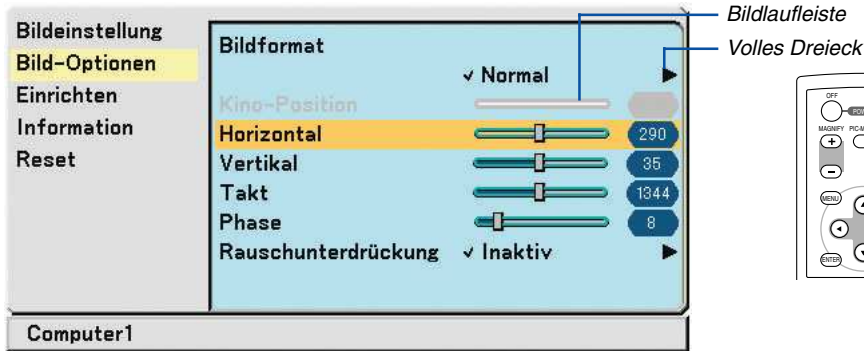 Bildeinstellung
Bild-Optionen
Einrichten
Information
Reset
Bildformat
✓ Normal ▶
Kino-Position
Horizontal 290
Vertikal 35
Takt 1344
Phase 8
Rauschunterdrückung ✓ Inaktiv ▶
Computer1
Bildlaufleiste
Volles Dreieck
OFF
MAGNIFY
MENU
ENTER